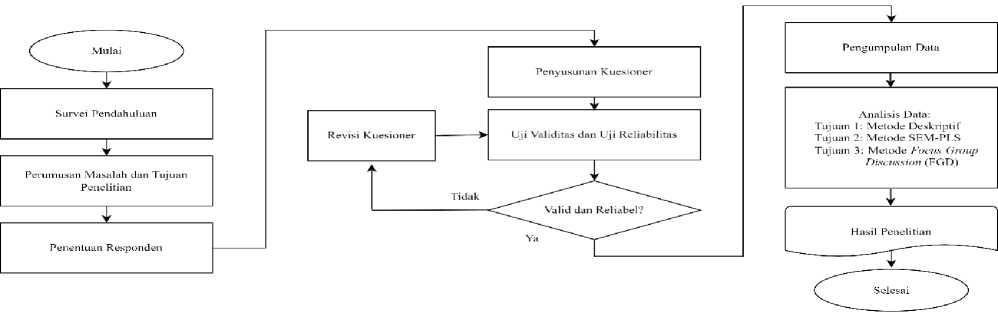 Mulai
Survei Pendahuluan
Perumusan Masalah dan Tujuan
Penelitian
Penentuan Responden
Penyusunan Kuesioner
Revisi Kuesioner
Uji Validitas dan Uji Reliabilitas
Tidak
Valid dan Reliabel?
Ya
Pengumpulan Data
Analisis Data:
Tujuan 1: Metode Deskriptif
Tujuan 2: Metode SEM-PLS
Tujuan 3: Metode Focus Group
Discussion (FGD)
Hasil Penelitian
Selesai